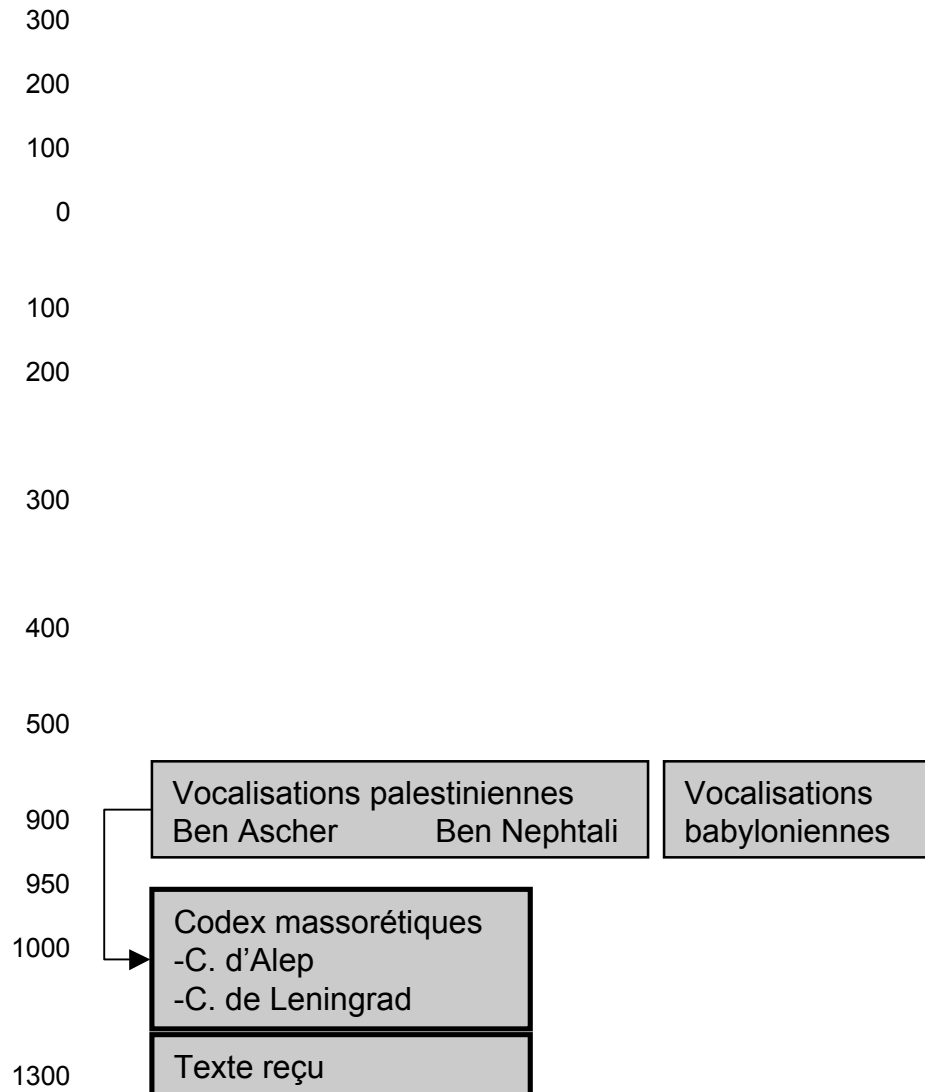 300
200
100
0
100
200
300
400
500
Vocalisations palestiniennes
Ben Ascher Ben Nephtali
Vocalisations
babyloniennes
900
950
Codex massorétiques
1000
-C. d'Alep
-C. de Leningrad
Texte reçu
1300